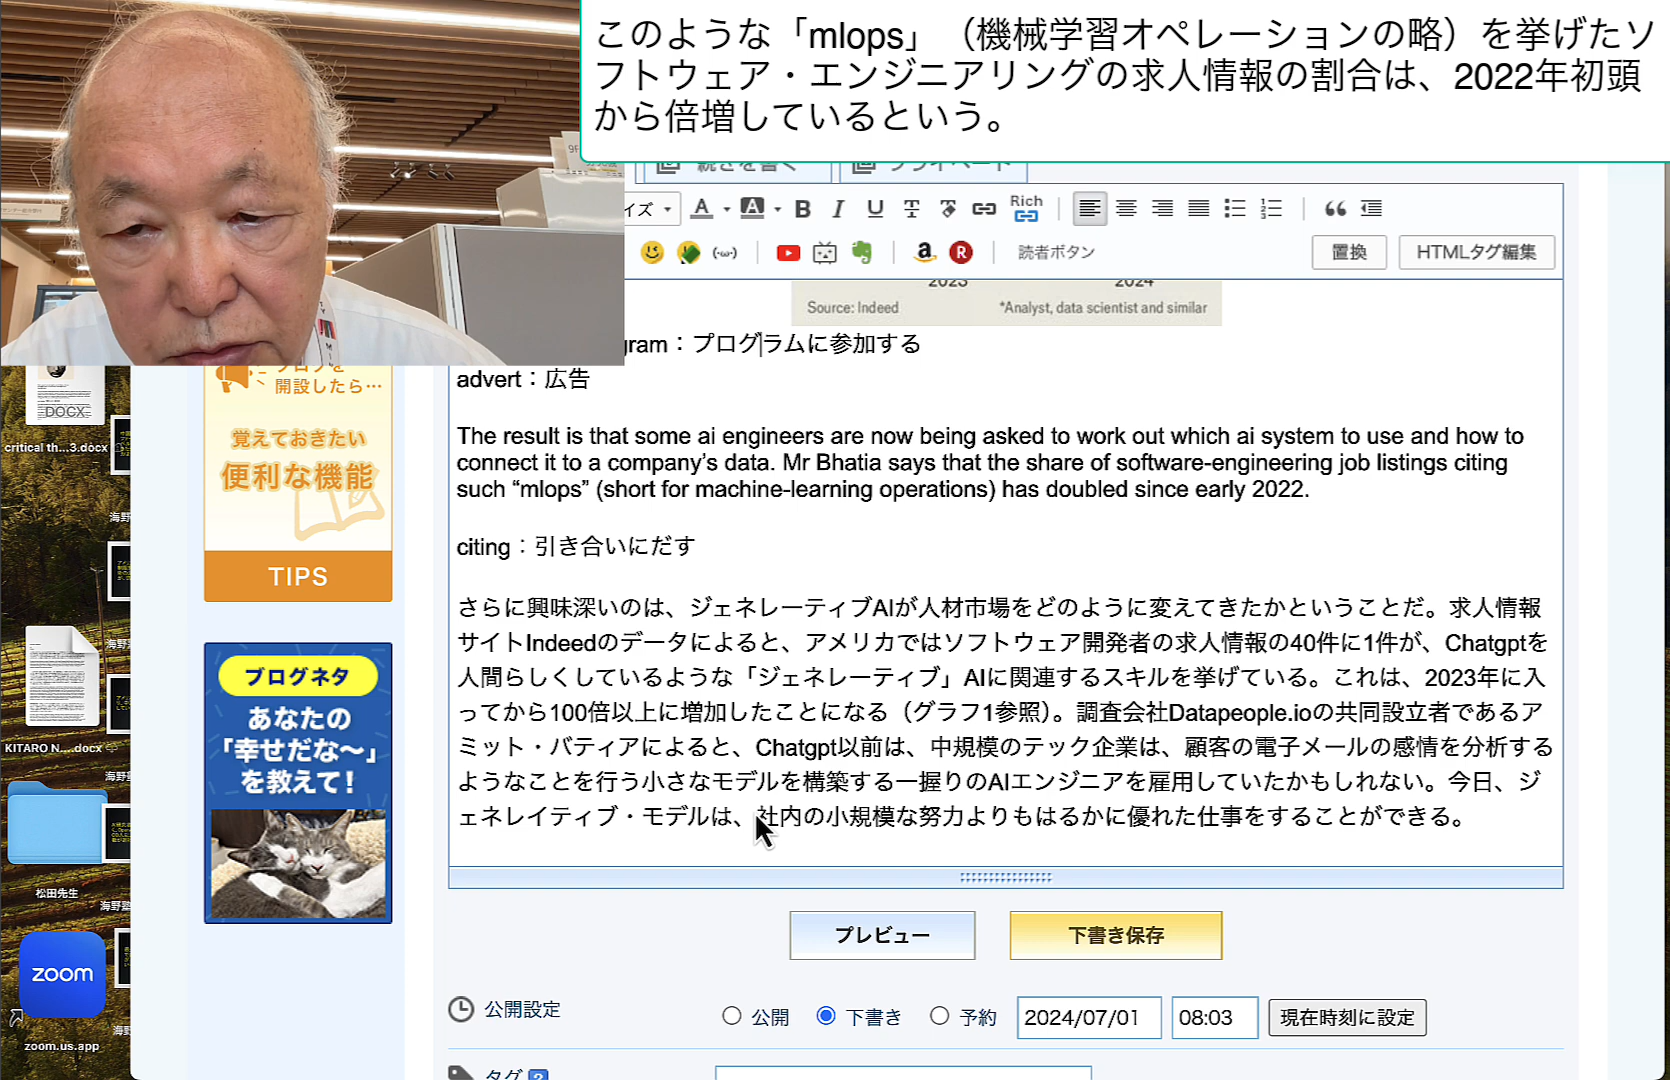 このような「mlops」（機械学習オペレーションの略）を挙げたソ
フトウェア・エンジニアリングの求人情報の割合は、2022年初頭
から倍増しているという。
イズ
Rich
読者ボタン
置換
HTMLタグ編集
2023
2024
Source: Indeed
*Analyst, data scientist and similar
gram：プログラムに参加する
advert：広告
The result is that some ai engineers are now being asked to work out which ai system to use and how to
connect it to a company’s data. Mr Bhatia says that the share of software-engineering job listings citing
such “mlops” (short for machine-learning operations) has doubled since early 2022.
citing：引き合いにだす
さらに興味深いのは、ジェネレーティブAIが人材市場をどのように変えてきたかということだ。求人情報
サイトIndeedのデータによると、アメリカではソフトウェア開発者の求人情報の40件に1件が、Chatgptを
人間らしくしているような「ジェネレーティブ」AIに関連するスキルを挙げている。これは、2023年に入
ってから100倍以上に増加したことになる（グラフ1参照）。調査会社Datapeople.ioの共同設立者であるア
ミット・バティアによると、Chatgpt以前は、中規模のテック企業は、顧客の電子メールの感情を分析する
ようなことを行う小さなモデルを構築する一握りのAIエンジニアを雇用していたかもしれない。今日、ジ
ェネレイティブ・モデルは、社内の小規模な努力よりもはるかに優れた仕事をすることができる。
プレビュー
下書き保存
公開設定
公開
下書き
予約
2024/07/01
08:03
現在時刻に設定
タグ
開設したら…
覚えておきたい
便利な機能
TIPS
ブログネタ
あなたの
「幸せだな〜」
を教えて！
DOCX
critical th...3.docx
KITARO N....docx
松田先生
zoom
zoom.us.app